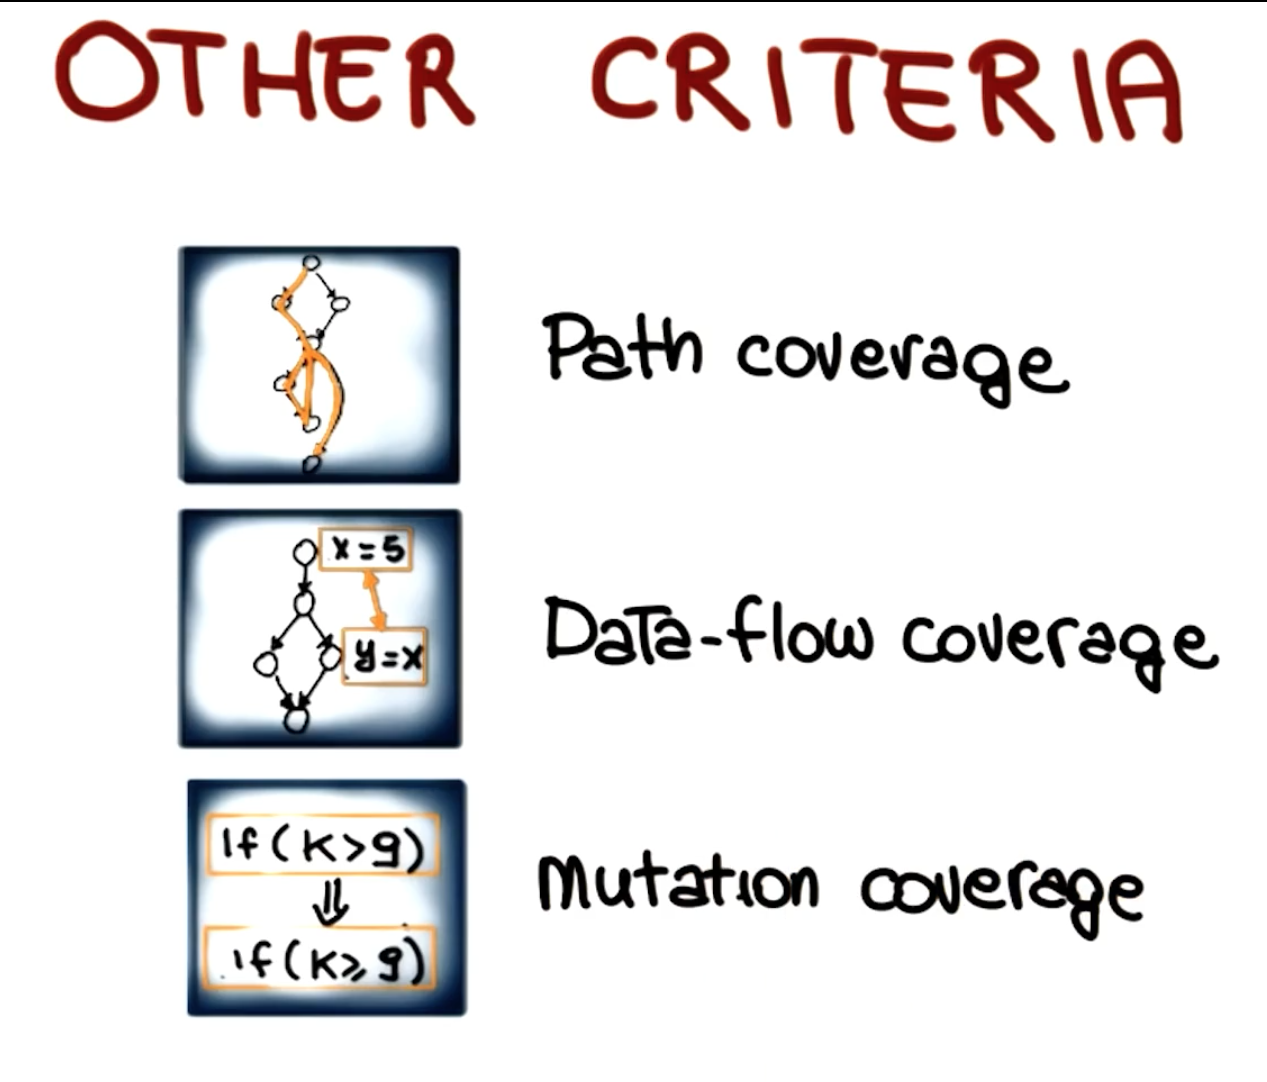 OTHER CRITERIA
Path coverage
x=5
y=x
Data-flow coverage
If(k>9)
⇓
if(k⩾9)
Mutation coverage